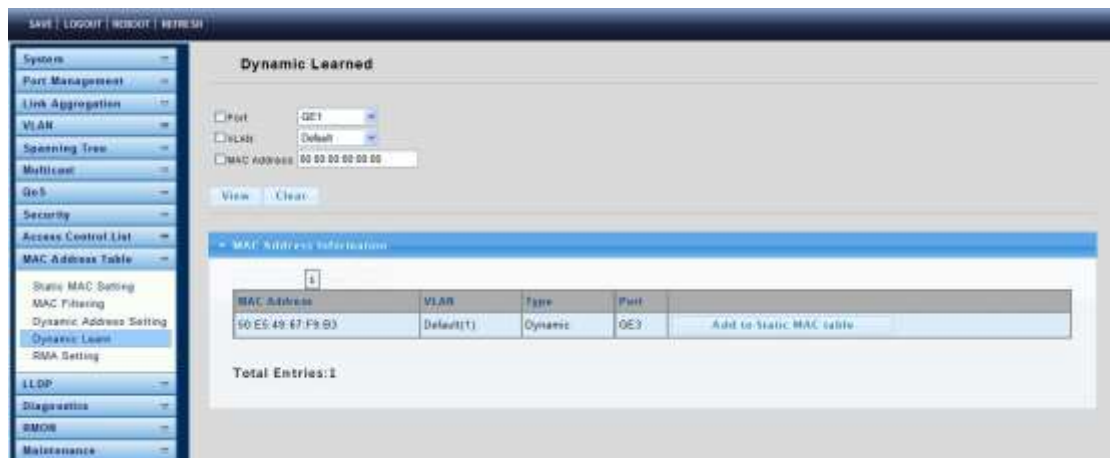 SAVE | LOGOUT | REBOOT | REFRESH
System
Port Management
Link Aggregation
VLAN
Spanning Tree
Multicast
QoS
Security
Access Control List
MAC Address Table
Static MAC Setting
MAC Filtering
Dynamic Address Setting
Dynamic Learn
RMA Setting
LLDP
Diagnostics
RMON
Maintenance
Dynamic Learned
Port GE1
VLAN Default
MAC Address 00:00:00:00:00:00
View Clear
MAC Address Information
1
MAC Address VLAN Type Port
50:E5:49:67:F9:B3 Default(1) Dynamic GE3 Add to Static MAC table
Total Entries:1